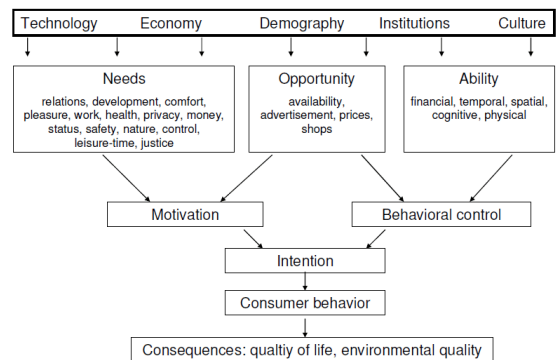 Technology Economy Demography Institutions Culture
Needs
relations, development, comfort,
pleasure, work, health, privacy, money,
status, safety, nature, control,
leisure-time, justice
Opportunity
availability,
advertisement, prices,
shops
Ability
financial, temporal, spatial,
cognitive, physical
Motivation
Behavioral control
Intention
Consumer behavior
Consequences: qualtiy of life, environmental quality